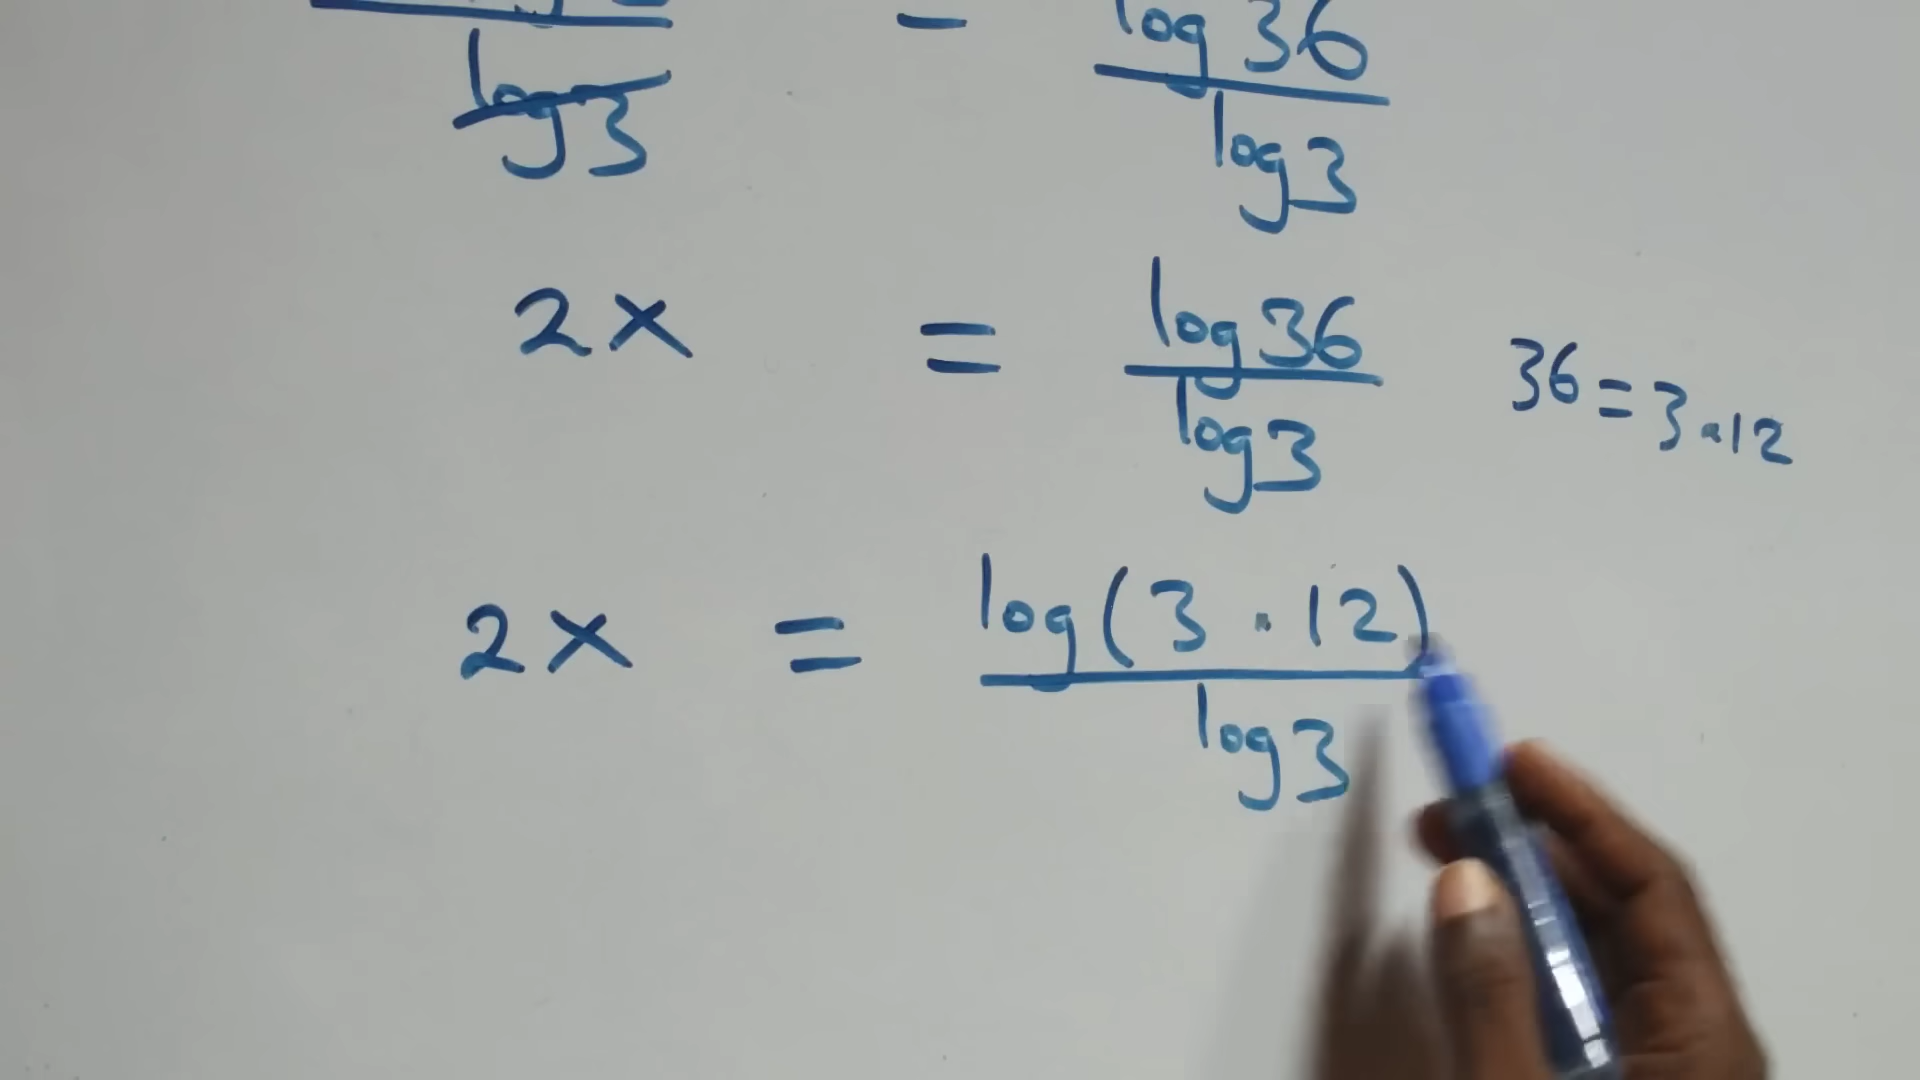 — log 36
log 3 log 3
2x = log 36 36 = 3 · 12
log 3
2x = log (3 · 12)
log 3